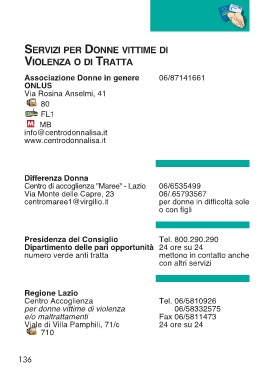 SERVIZI PER DONNE VITTIME DI
VIOLENZA O DI TRATTA
Associazione Donne in genere 06/87141661
ONLUS
Via Rosina Anselmi, 41
80
FL1
M MB
info@centrodonnalisa.it
www.centrodonnalisa.it
Differenza Donna
Centro di accoglienza "Maree" - Lazio 06/6535499
Via Monte delle Capre, 23 06/.65793567
centromaree1@virgilio.it per donne in difficoltà sole
o con figli
Presidenza del Consiglio Tel. 800.290.290
Dipartimento delle pari opportunità 24 ore su 24
numero verde anti tratta mettono in contatto anche
con altri servizi
Regione Lazio
Centro Accoglienza Tel. 06/5810926
per donne vittime di violenza 06/58332575
e/o maltrattamenti Fax 06/5811473
Viale di Villa Pamphili, 71/c 24 ore su 24
710
136